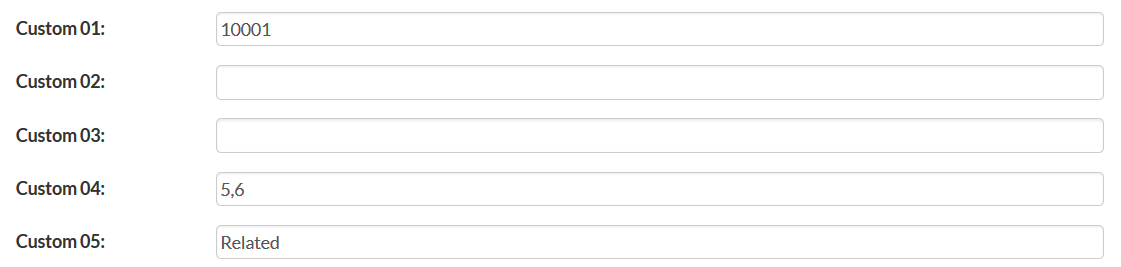 Custom 01: 10001
Custom 02:
Custom 03:
Custom 04: 5,6
Custom 05: Related